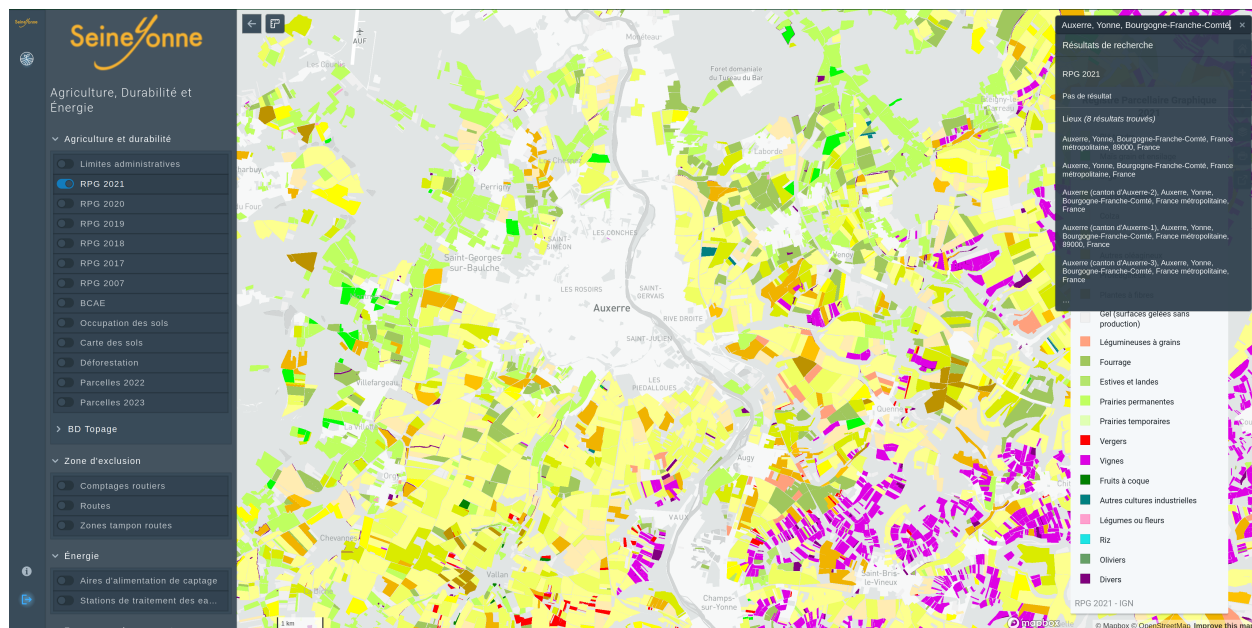 SeineYonne
SeineYonne
Agriculture, Durabilité et
Énergie
Agriculture et durabilité
Limites administratives
RPG 2021
RPG 2020
RPG 2019
RPG 2018
RPG 2017
RPG 2007
BCAE
Occupation des sols
Carte des sols
Déforestation
Parcelles 2022
Parcelles 2023
BD Topage
Zone d'exclusion
Comptages routiers
Routes
Zones tampon routes
Énergie
Aires d'alimentation de captage
Stations de traitement des ea...
AUF
Monéteau
Forêt domaniale
du Tureau du Bar
Laborde
Les Chesnez
Perrigny
LES CONCHES
SAINT-
SIMÉON
Saint-Georges-
sur-Baulche
Venoy
LES ROSOIRS
SAINT-
GERVAIS
Auxerre
RIVE DROITE
SAINT-JULIEN
LES
PIEDALLOUES
Villefargeau
Quenne
Augy
VAUX
Chevannes
Vallan
Saint-Bris-
le-Vineux
Champs-
sur-Yonne
1 km
mapbox
Auxerre, Yonne, Bourgogne-Franche-Comté,
Résultats de recherche
RPG 2021
Pas de résultat
Parcellaire Graphique
Lieux (8 résultats trouvés)
Auxerre, Yonne, Bourgogne-Franche-Comté, France
métropolitaine, 89000, France
Auxerre, Yonne, Bourgogne-Franche-Comté, France
métropolitaine, France
Auxerre (canton d'Auxerre-2), Auxerre, Yonne,
Bourgogne-Franche-Comté, France métropolitaine,
France
Auxerre (canton d'Auxerre-1), Auxerre, Yonne,
Bourgogne-Franche-Comté, France métropolitaine,
89000, France
Auxerre (canton d'Auxerre-3), Auxerre, Yonne,
Bourgogne-Franche-Comté, France métropolitaine,
France
...
Gel (surfaces gelées sans
production)
Légumineuses à grains
Fourrage
Estives et landes
Prairies permanentes
Prairies temporaires
Vergers
Vignes
Fruits à coque
Autres cultures industrielles
Légumes ou fleurs
Riz
Oliviers
Divers
RPG 2021 - IGN
© Mapbox © OpenStreetMap Improve this map